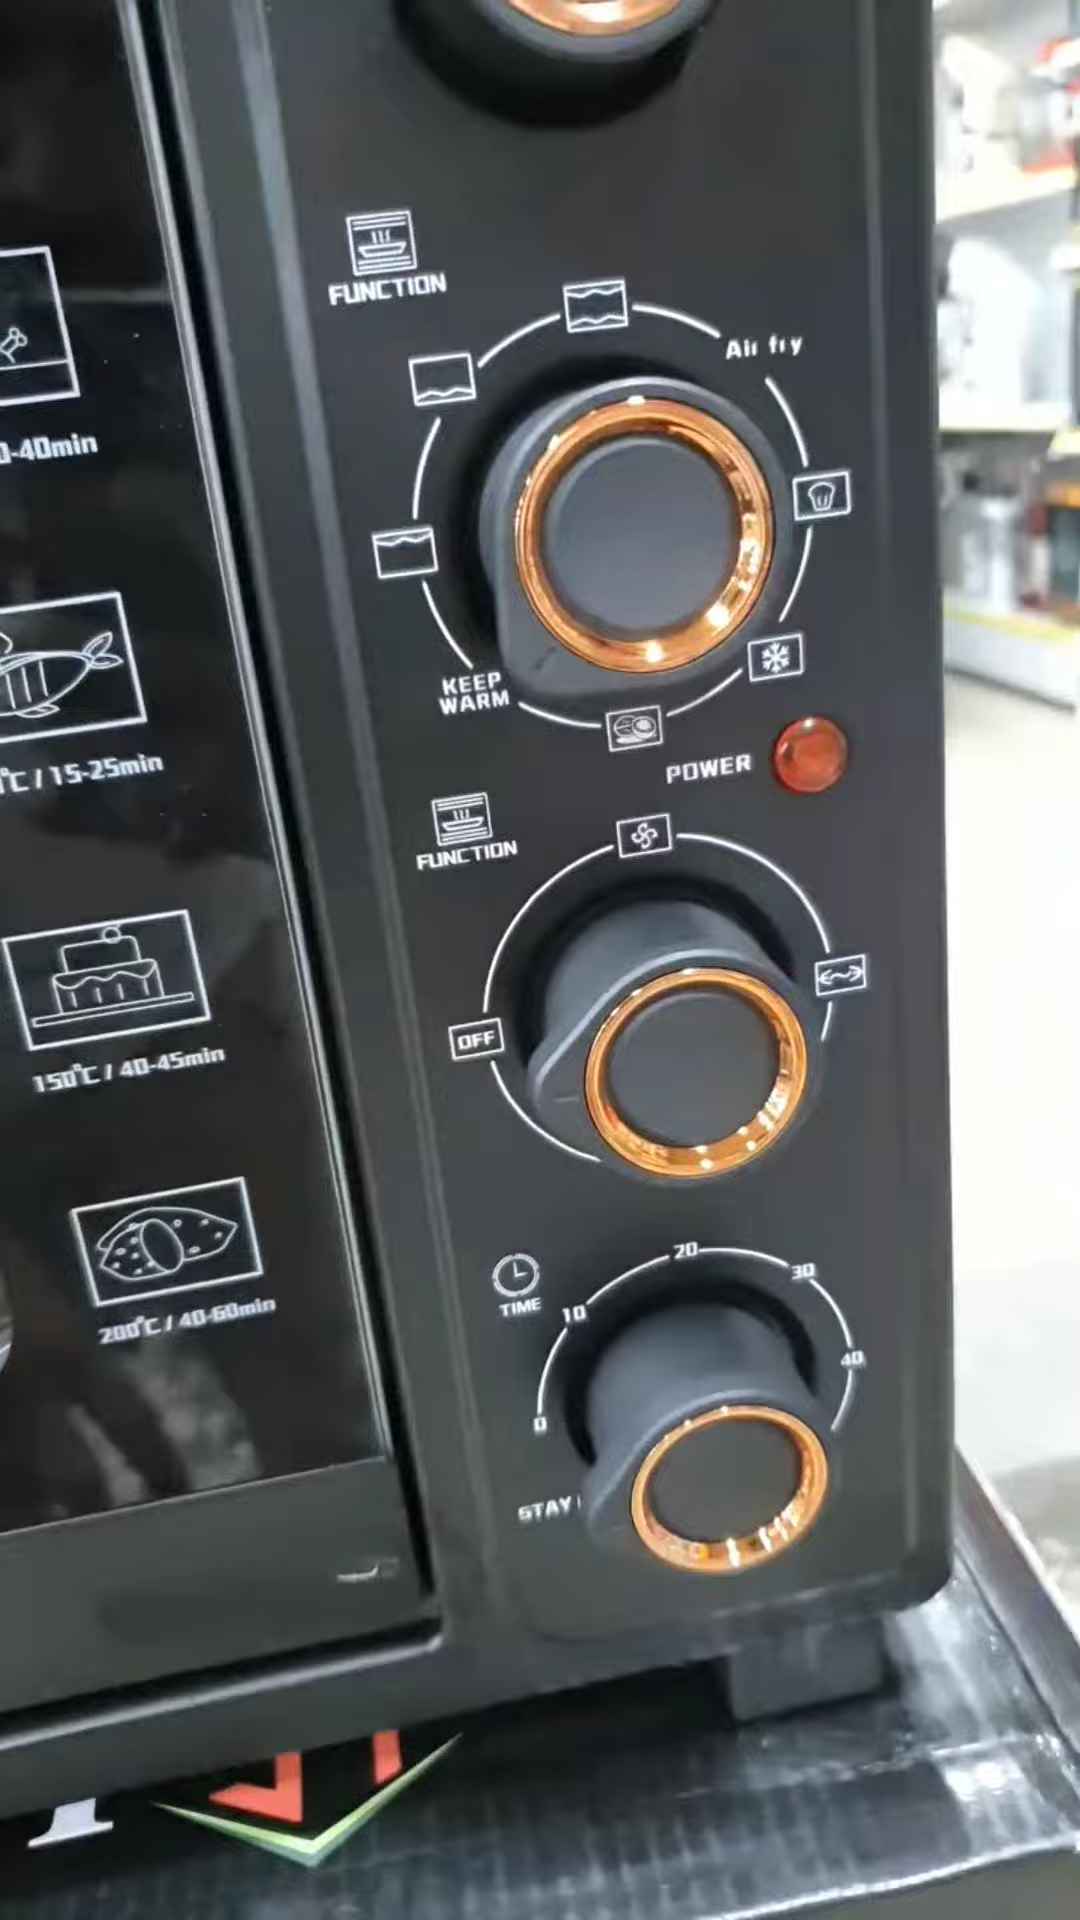 FUNCTION
Air fry
-40min
KEEP
WARM
°C / 15-25min
POWER
FUNCTION
OFF
150°C / 40-45min
20
30
TIME
10
200°C / 40-60min
40
0
STAY